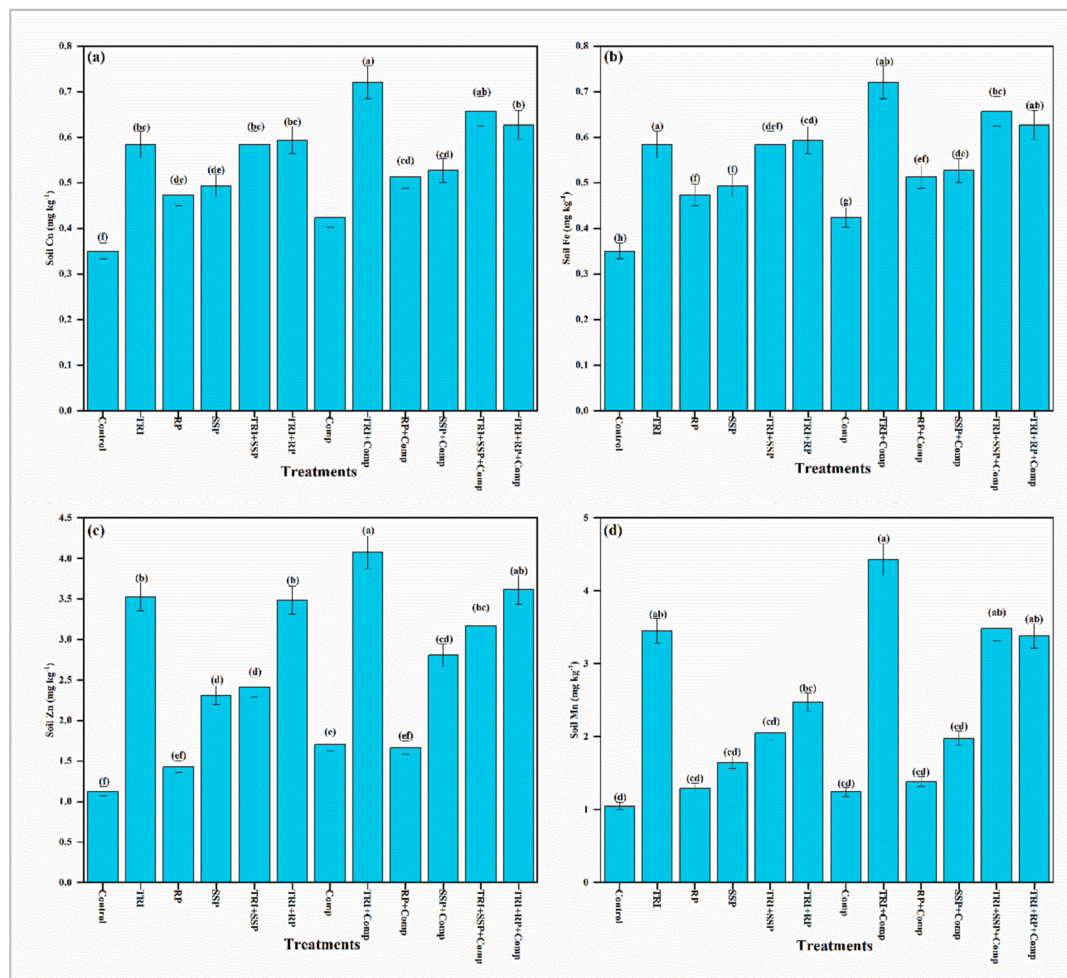 (a)
Soil Cu (mg kg⁻¹)
0.8
0.7
0.6
0.5
0.4
0.3
0.2
0.1
0.0
(f)
(bc)
(de)
(de)
(bc)
(bc)
(a)
(cd)
(cd)
(ab)
(b)
Control
TRI
RP
SSP
TRI+SSP
TRI+RP
Comp
TRI+Comp
RP+Comp
SSP+Comp
TRI+SSP+Comp
TRI+RP+Comp
Treatments
(b)
Soil Fe (mg kg⁻¹)
0.8
0.7
0.6
0.5
0.4
0.3
0.2
0.1
0.0
(h)
(a)
(f)
(f)
(def)
(cd)
(g)
(ab)
(ef)
(dc)
(bc)
(ab)
Control
TRI
RP
SSP
TRI+SSP
TRI+RP
Comp
TRI+Comp
RP+Comp
SSP+Comp
TRI+SSP+Comp
TRI+RP+Comp
Treatments
(c)
Soil Zn (mg kg⁻¹)
4.5
4.0
3.5
3.0
2.5
2.0
1.5
1.0
0.5
0.0
(f)
(b)
(ef)
(d)
(d)
(b)
(e)
(a)
(ef)
(cd)
(bc)
(ab)
Control
TRI
RP
SSP
TRI+SSP
TRI+RP
Comp
TRI+Comp
RP+Comp
SSP+Comp
TRI+SSP+Comp
TRI+RP+Comp
Treatments
(d)
Soil Mn (mg kg⁻¹)
5
4
3
2
1
0
(d)
(ab)
(cd)
(cd)
(cd)
(bc)
(cd)
(a)
(cd)
(cd)
(ab)
(ab)
Control
TRI
RP
SSP
TRI+SSP
TRI+RP
Comp
TRI+Comp
RP+Comp
SSP+Comp
TRI+SSP+Comp
TRI+RP+Comp
Treatments